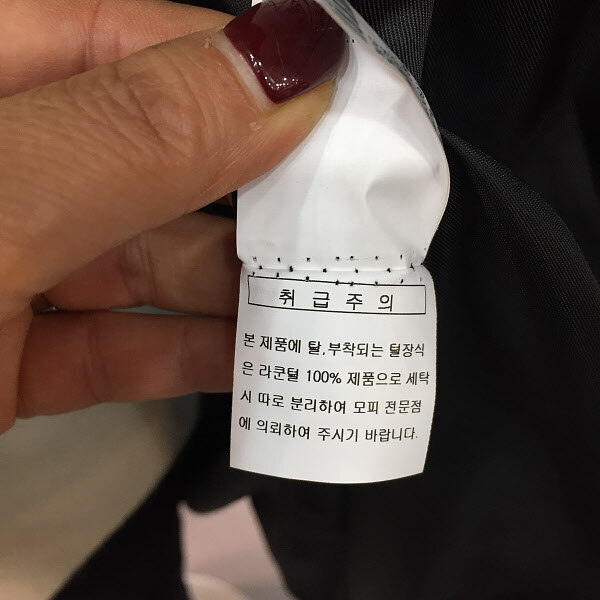 취급주의
본 제품에 탈,부착되는 털장식
은 라쿤털 100% 제품으로 세탁
시 따로 분리하여 모피 전문점
에 의뢰하여 주시기 바랍니다.